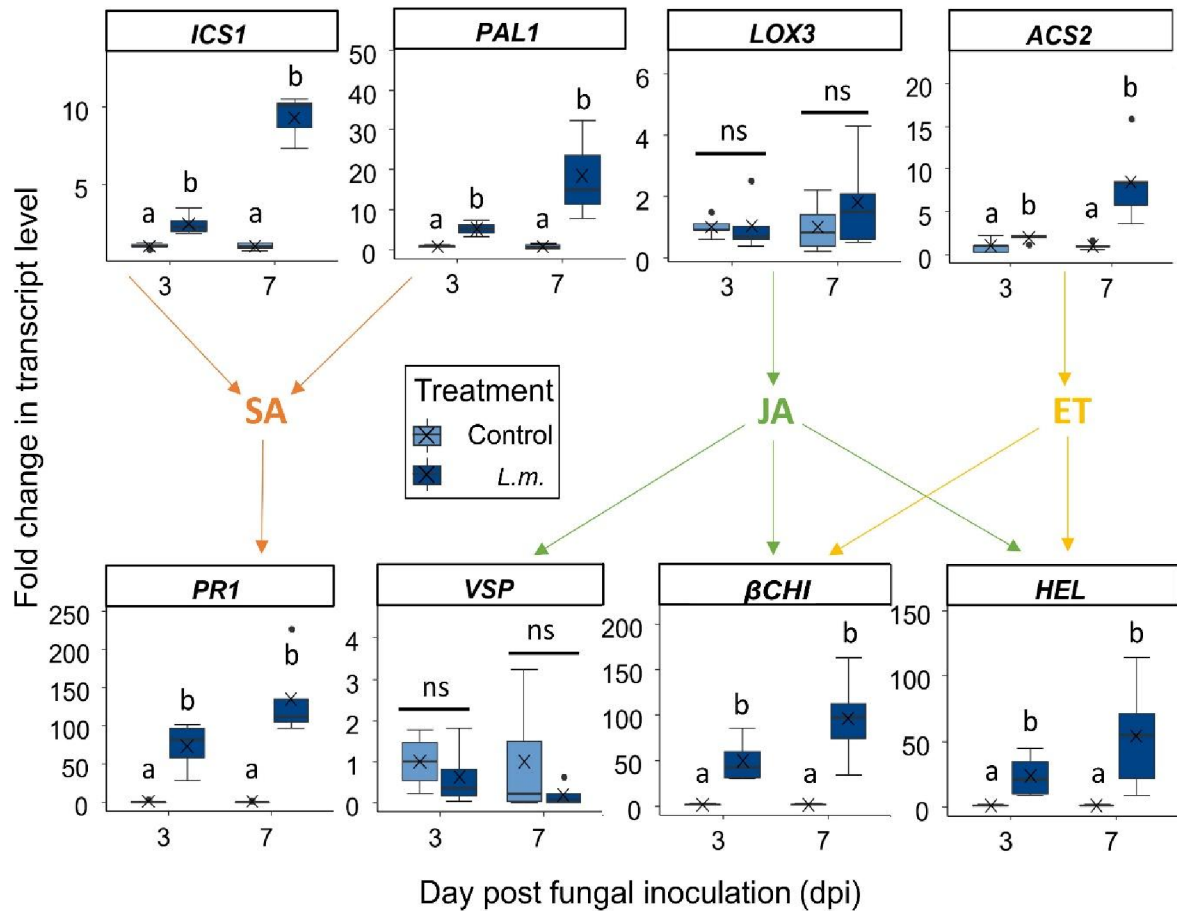 Fold change in transcript level
ICS1
10
5
a
b
a
b
3
7
PAL1
50
40
30
20
10
0
a
b
a
b
3
7
LOX3
6
4
2
0
ns
ns
3
7
ACS2
20
15
10
5
0
a
b
a
b
3
7
SA
Treatment
Control
L.m.
JA
ET
PR1
250
200
150
100
50
0
a
b
a
b
3
7
VSP
4
3
2
1
0
ns
ns
3
7
βCHI
200
150
100
50
0
a
b
a
b
3
7
HEL
150
100
50
0
a
b
a
b
3
7
Day post fungal inoculation (dpi)